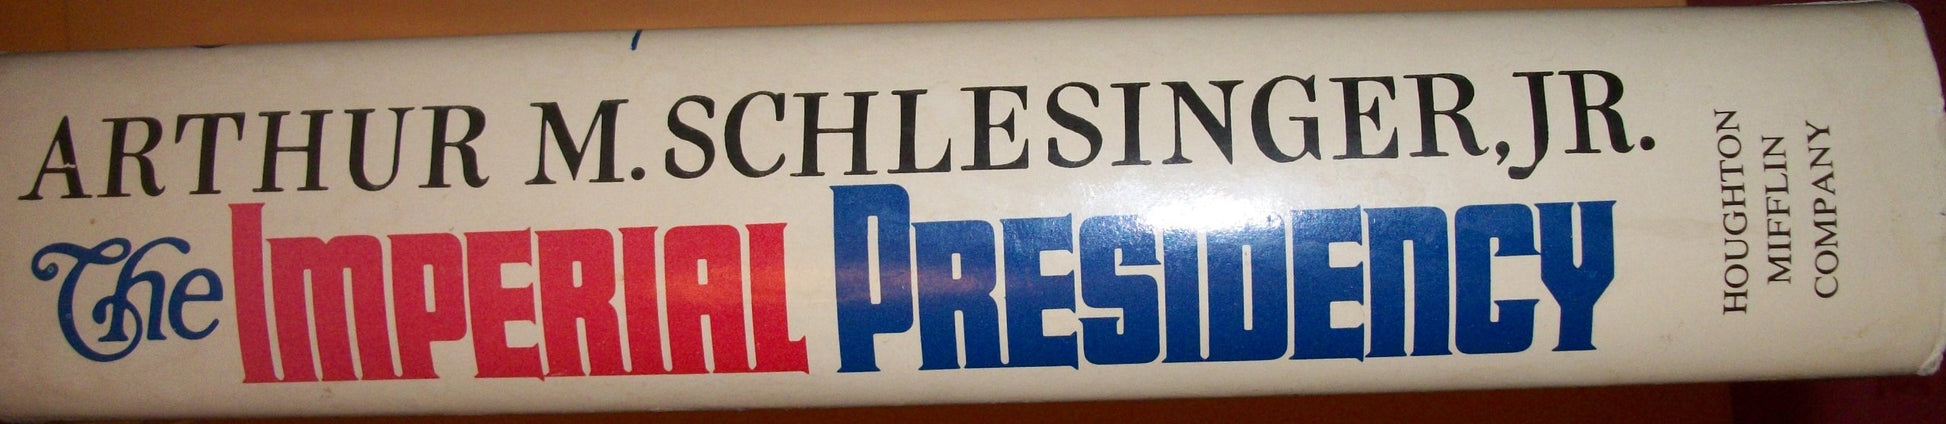 ARTHUR M. SCHLESINGER, JR.
The IMPERIAL PRESIDENCY
HOUGHTON
MIFFLIN
COMPANY